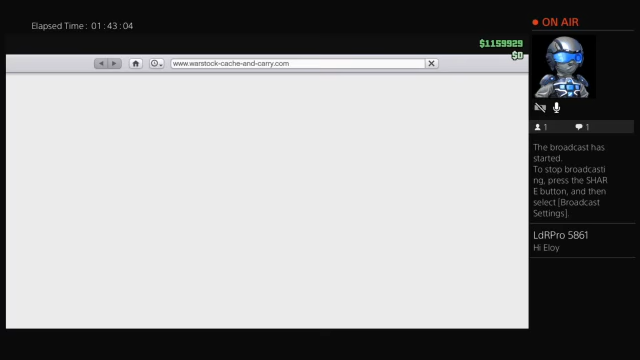 Elapsed Time : 01 : 43 : 04
ON AIR
$1159929
$0
www.warstock-cache-and-carry.com
1
1
The broadcast has
started.
To stop broadcasti
ng, press the SHAR
E button, and then
select [Broadcast
Settings].
LdRPro 5861
Hi Eloy